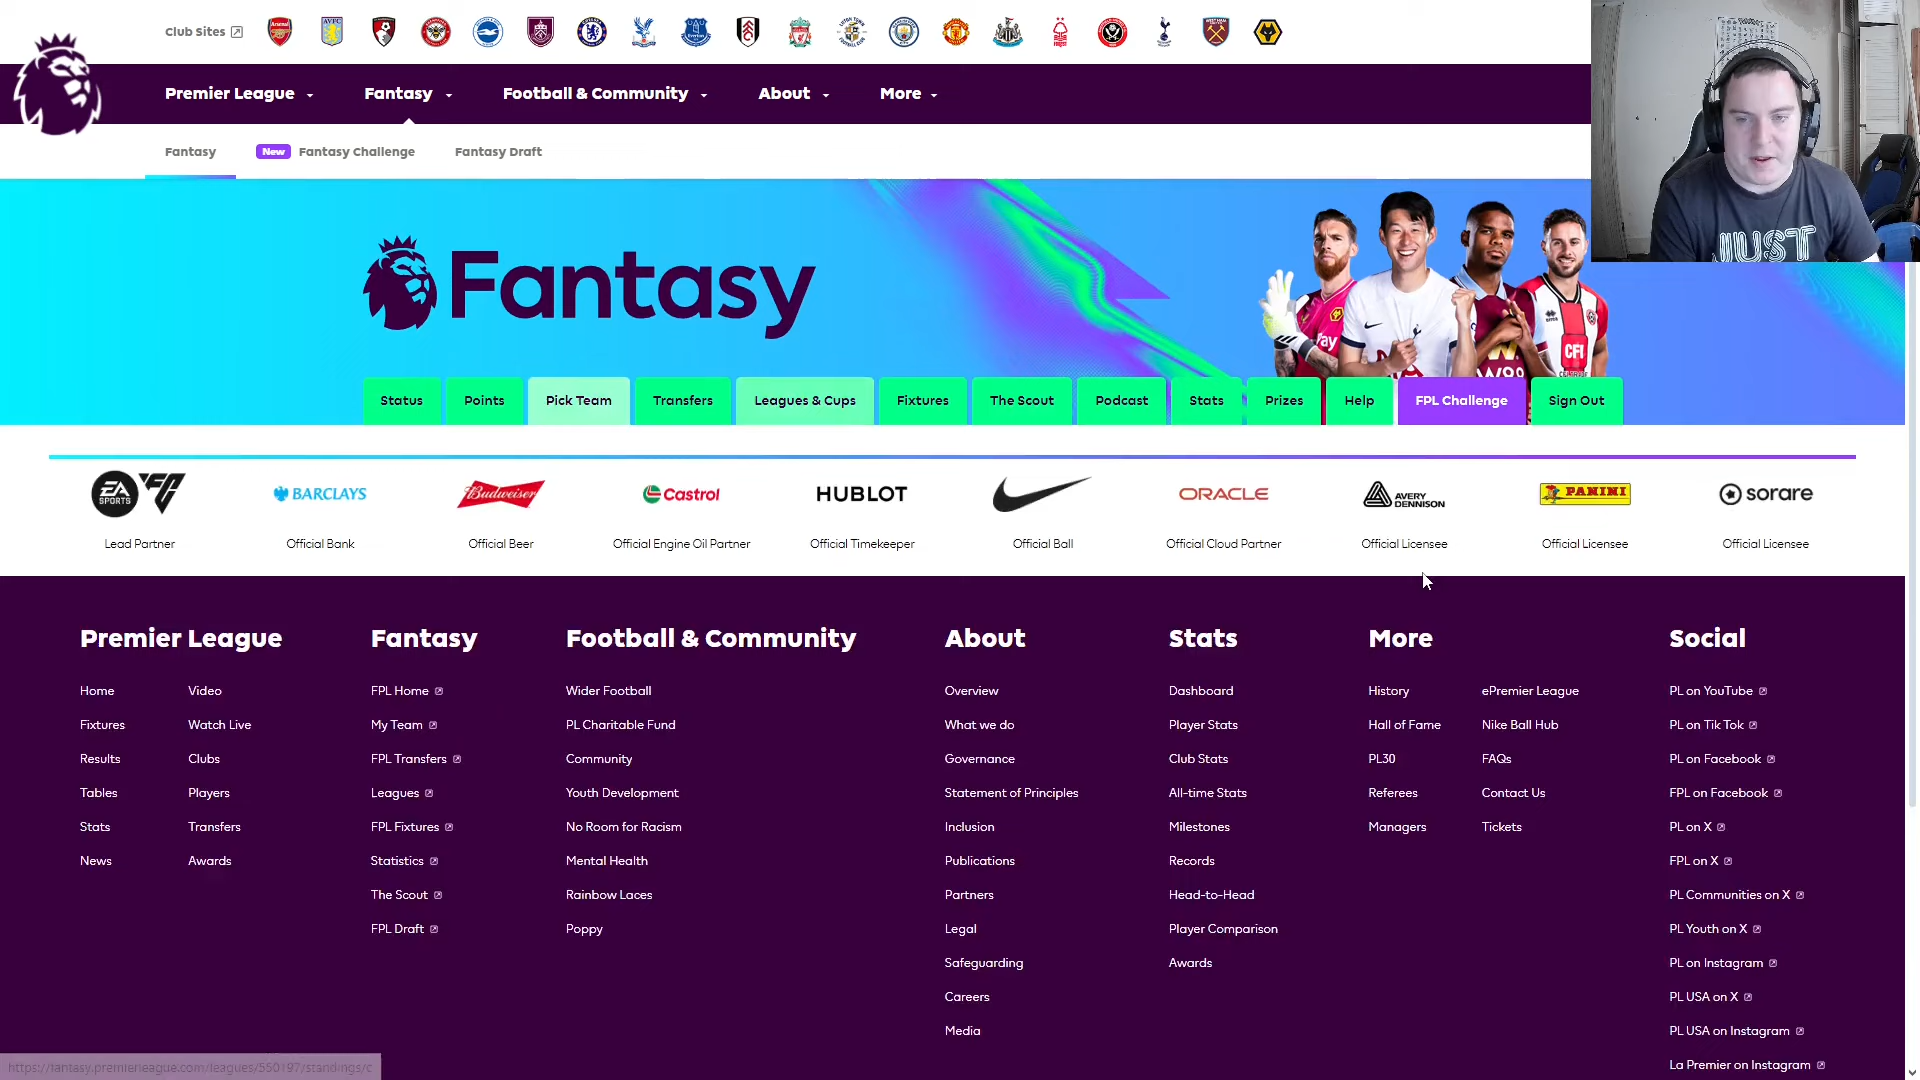 Club Sites
Premier League Fantasy Football & Community About More
Fantasy New Fantasy Challenge Fantasy Draft
Fantasy
JUST
Status Points Pick Team Transfers Leagues & Cups Fixtures The Scout Podcast Stats Prizes Help FPL Challenge Sign Out
EA SPORTS FC BARCLAYS Budweiser Castrol HUBLOT ORACLE AVERY DENNISON PANINI sorare
Lead Partner Official Bank Official Beer Official Engine Oil Partner Official Timekeeper Official Ball Official Cloud Partner Official Licensee Official Licensee Official Licensee
Premier League Fantasy Football & Community About Stats More Social
Home Video FPL Home Wider Football Overview Dashboard History ePremier League PL on YouTube
Fixtures Watch Live My Team PL Charitable Fund What we do Player Stats Hall of Fame Nike Ball Hub PL on Tik Tok
Results Clubs FPL Transfers Community Governance Club Stats PL30 FAQs PL on Facebook
Tables Players Leagues Youth Development Statement of Principles All-time Stats Referees Contact Us FPL on Facebook
Stats Transfers FPL Fixtures No Room for Racism Inclusion Milestones Managers Tickets PL on X
News Awards Statistics Mental Health Publications Records FPL on X
The Scout Rainbow Laces Partners Head-to-Head PL Communities on X
FPL Draft Poppy Legal Player Comparison PL Youth on X
Safeguarding Awards PL on Instagram
Careers PL USA on X
Media PL USA on Instagram
https://fantasy.premierleague.com/leagues/550197/standings/c La Premier on Instagram